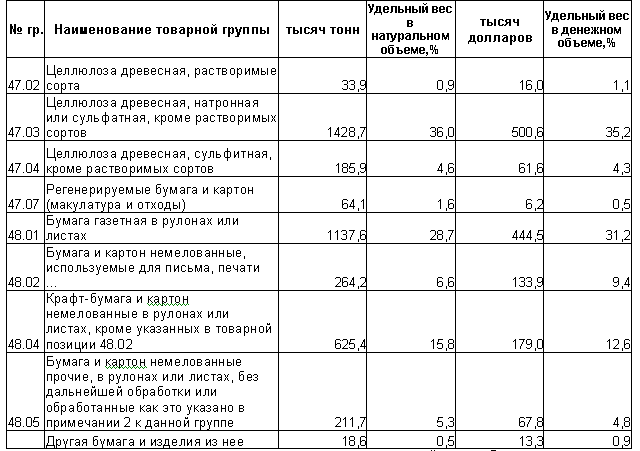 № гр. Наименование товарной группы тысяч тонн Удельный вес в натуральном объеме,% тысяч долларов Удельный вес в денежном объеме,%
47.02 Целлюлоза древесная, растворимые сорта 33,9 0,9 16,0 1,1
47.03 Целлюлоза древесная, натронная или сульфатная, кроме растворимых сортов 1428,7 36,0 500,6 35,2
47.04 Целлюлоза древесная, сульфитная, кроме растворимых сортов 185,9 4,6 61,6 4,3
47.07 Регенерируемые бумага и картон (макулатура и отходы) 64,1 1,6 6,2 0,5
48.01 Бумага газетная в рулонах или листах 1137,6 28,7 444,5 31,2
48.02 Бумага и картон немелованные, используемые для письма, печати ... 264,2 6,6 133,9 9,4
48.04 Крафт-бумага и картон немелованные в рулонах или листах, кроме указанных в товарной позиции 48.02 625,4 15,8 179,0 12,6
48.05 Бумага и картон немелованные прочие, в рулонах или листах, без дальнейшей обработки или обработанные как это указано в примечании 2 к данной группе 211,7 5,3 67,8 4,8
Другая бумага и изделия из нее 18,6 0,5 13,3 0,9